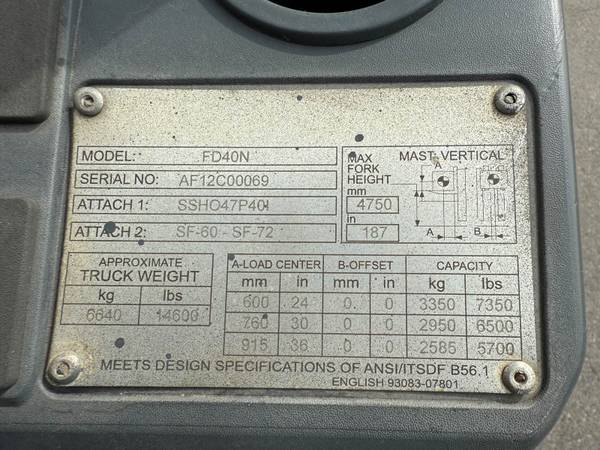 MODEL: FD40N
SERIAL NO: AF12C00069
ATTACH 1: SSHO47P40I
ATTACH 2: SF-60 - SF-72
MAX FORK HEIGHT
mm
4750
in
187
MAST-VERTICAL
A
A B
APPROXIMATE
TRUCK WEIGHT
kg lbs
6640 14600
A-LOAD CENTER B-OFFSET CAPACITY
mm in mm in kg lbs
600 24 0 0 3350 7350
760 30 0 0 2950 6500
915 36 0 0 2585 5700
MEETS DESIGN SPECIFICATIONS OF ANSI/ITSDF B56.1
ENGLISH 93083-07801